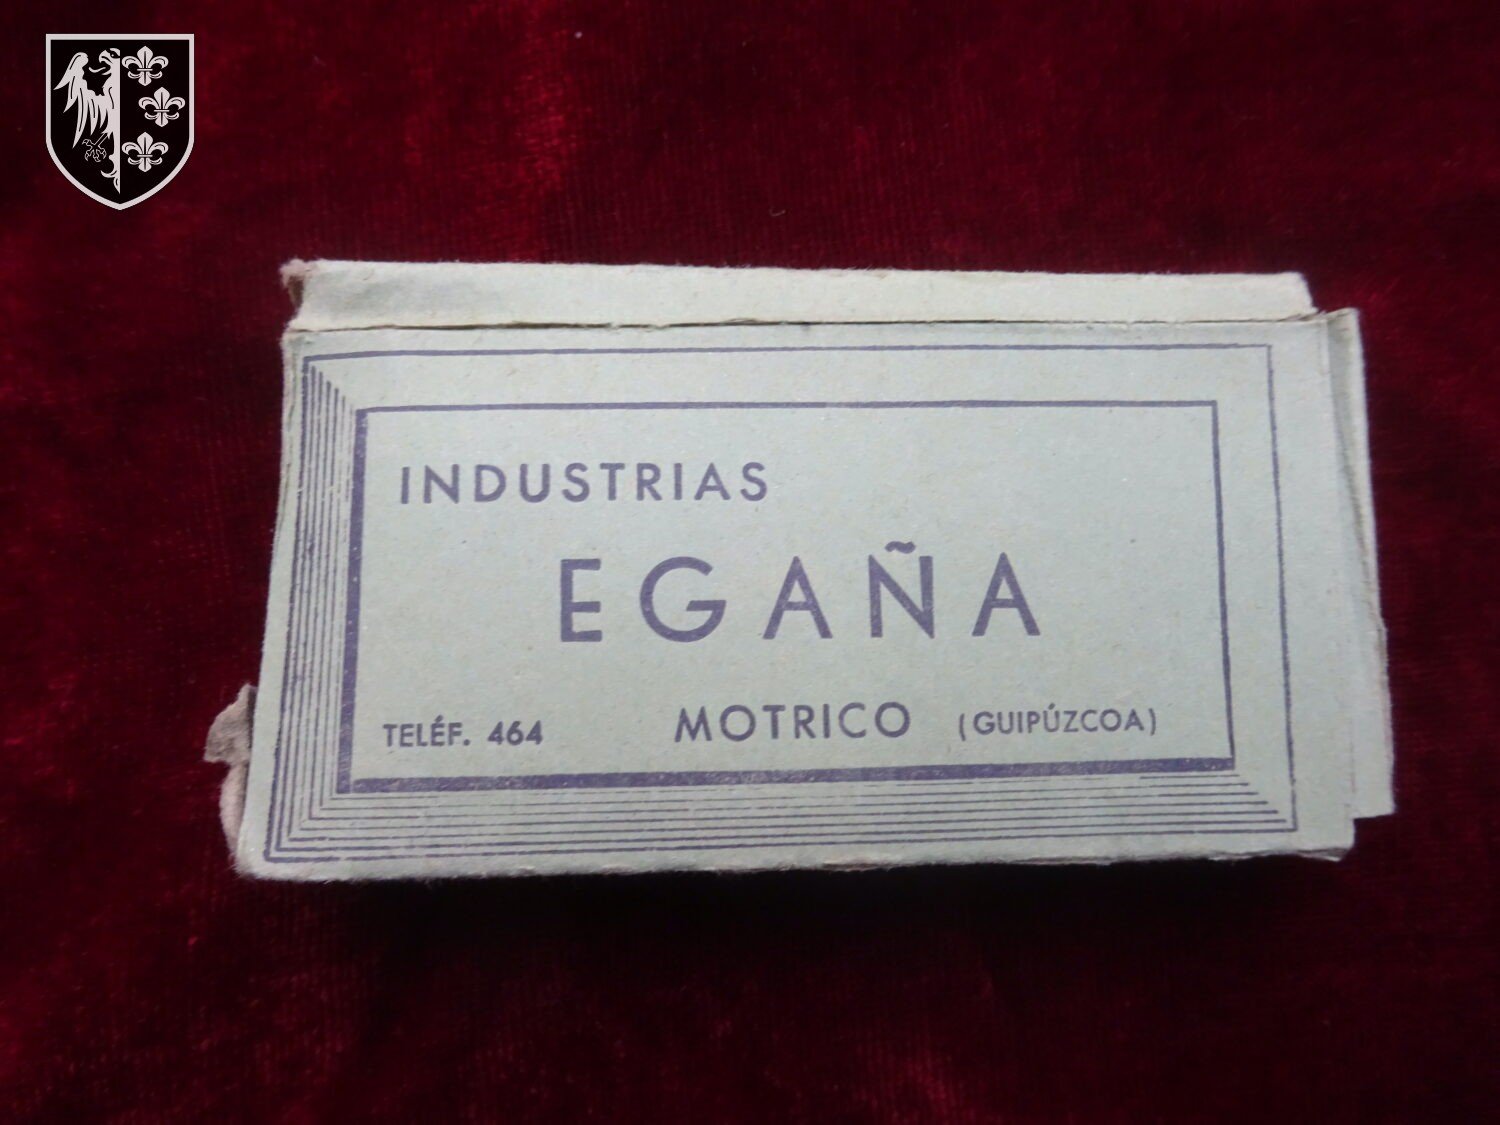 INDUSTRIAS
EGAÑA
TELÉF. 464 MOTRICO (GUIPÚZCOA)